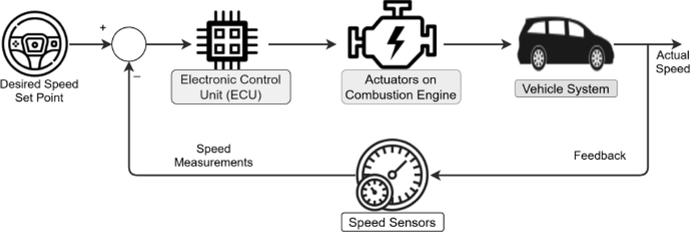 +
−
Desired Speed
Set Point
Electronic Control
Unit (ECU)
Actuators on
Combustion Engine
Vehicle System
Actual
Speed
Speed
Measurements
Feedback
Speed Sensors